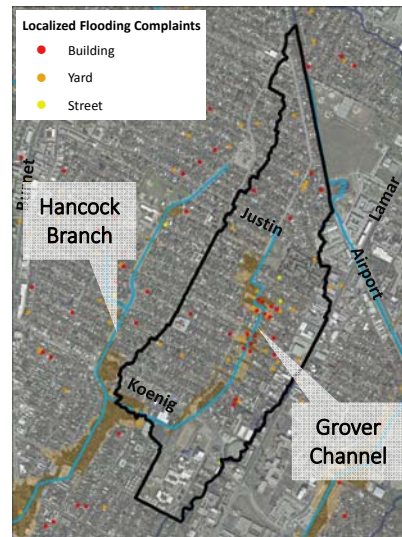 Localized Flooding Complaints
Building
Yard
Street
Hancock
Branch
Justin
Lamar
Airport
Koenig
Grover
Channel